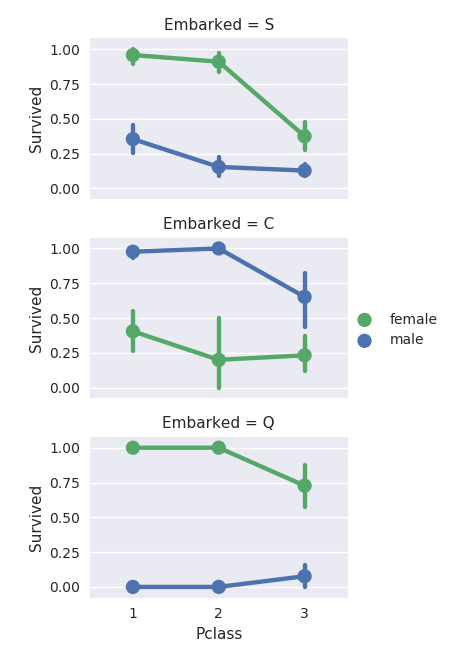 Embarked = S
1.00
0.75
0.50
0.25
0.00
Survived
Embarked = C
1.00
0.75
0.50
0.25
0.00
Survived
female
male
Embarked = Q
1.00
0.75
0.50
0.25
0.00
Survived
1 2 3
Pclass